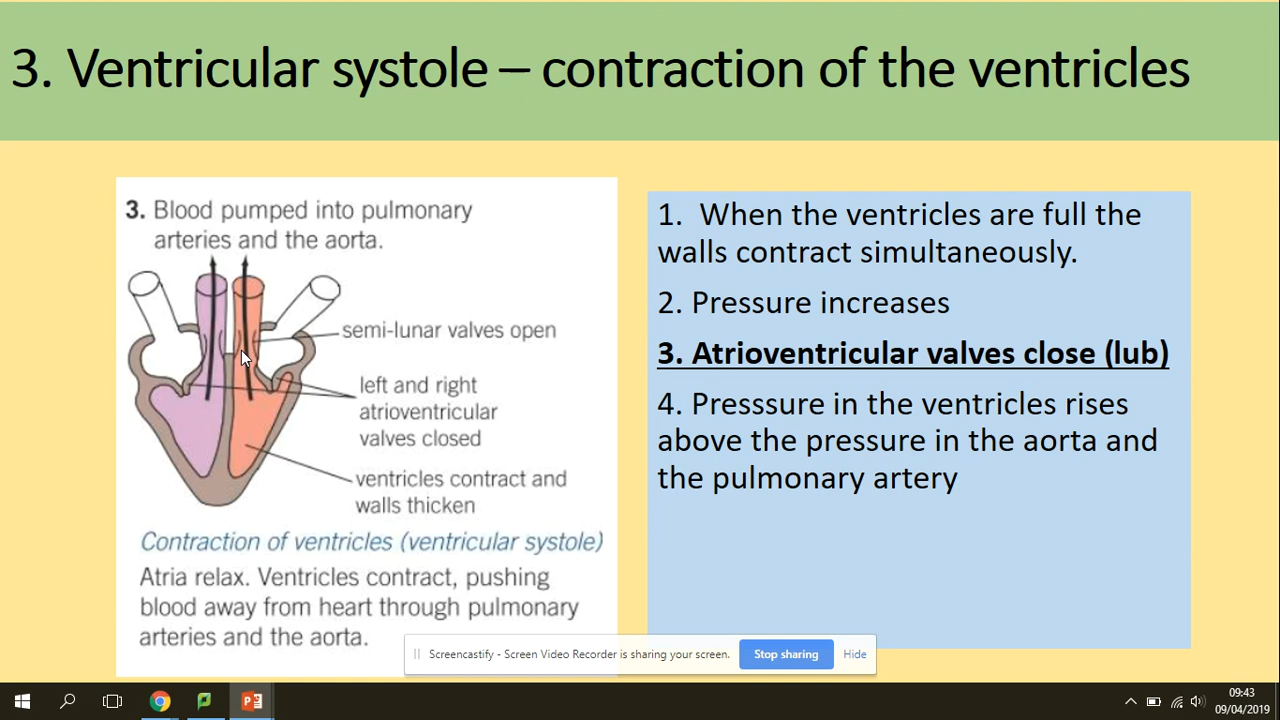 3. Ventricular systole – contraction of the ventricles
3. Blood pumped into pulmonary
arteries and the aorta.
semi-lunar valves open
left and right
atrioventricular
valves closed
ventricles contract and
walls thicken
Contraction of ventricles (ventricular systole)
Atria relax. Ventricles contract, pushing
blood away from heart through pulmonary
arteries and the aorta.
1. When the ventricles are full the
walls contract simultaneously.
2. Pressure increases
3. Atrioventricular valves close (lub)
4. Presssure in the ventricles rises
above the pressure in the aorta and
the pulmonary artery
Screencastify - Screen Video Recorder is sharing your screen. Stop sharing Hide
09:43
09/04/2019